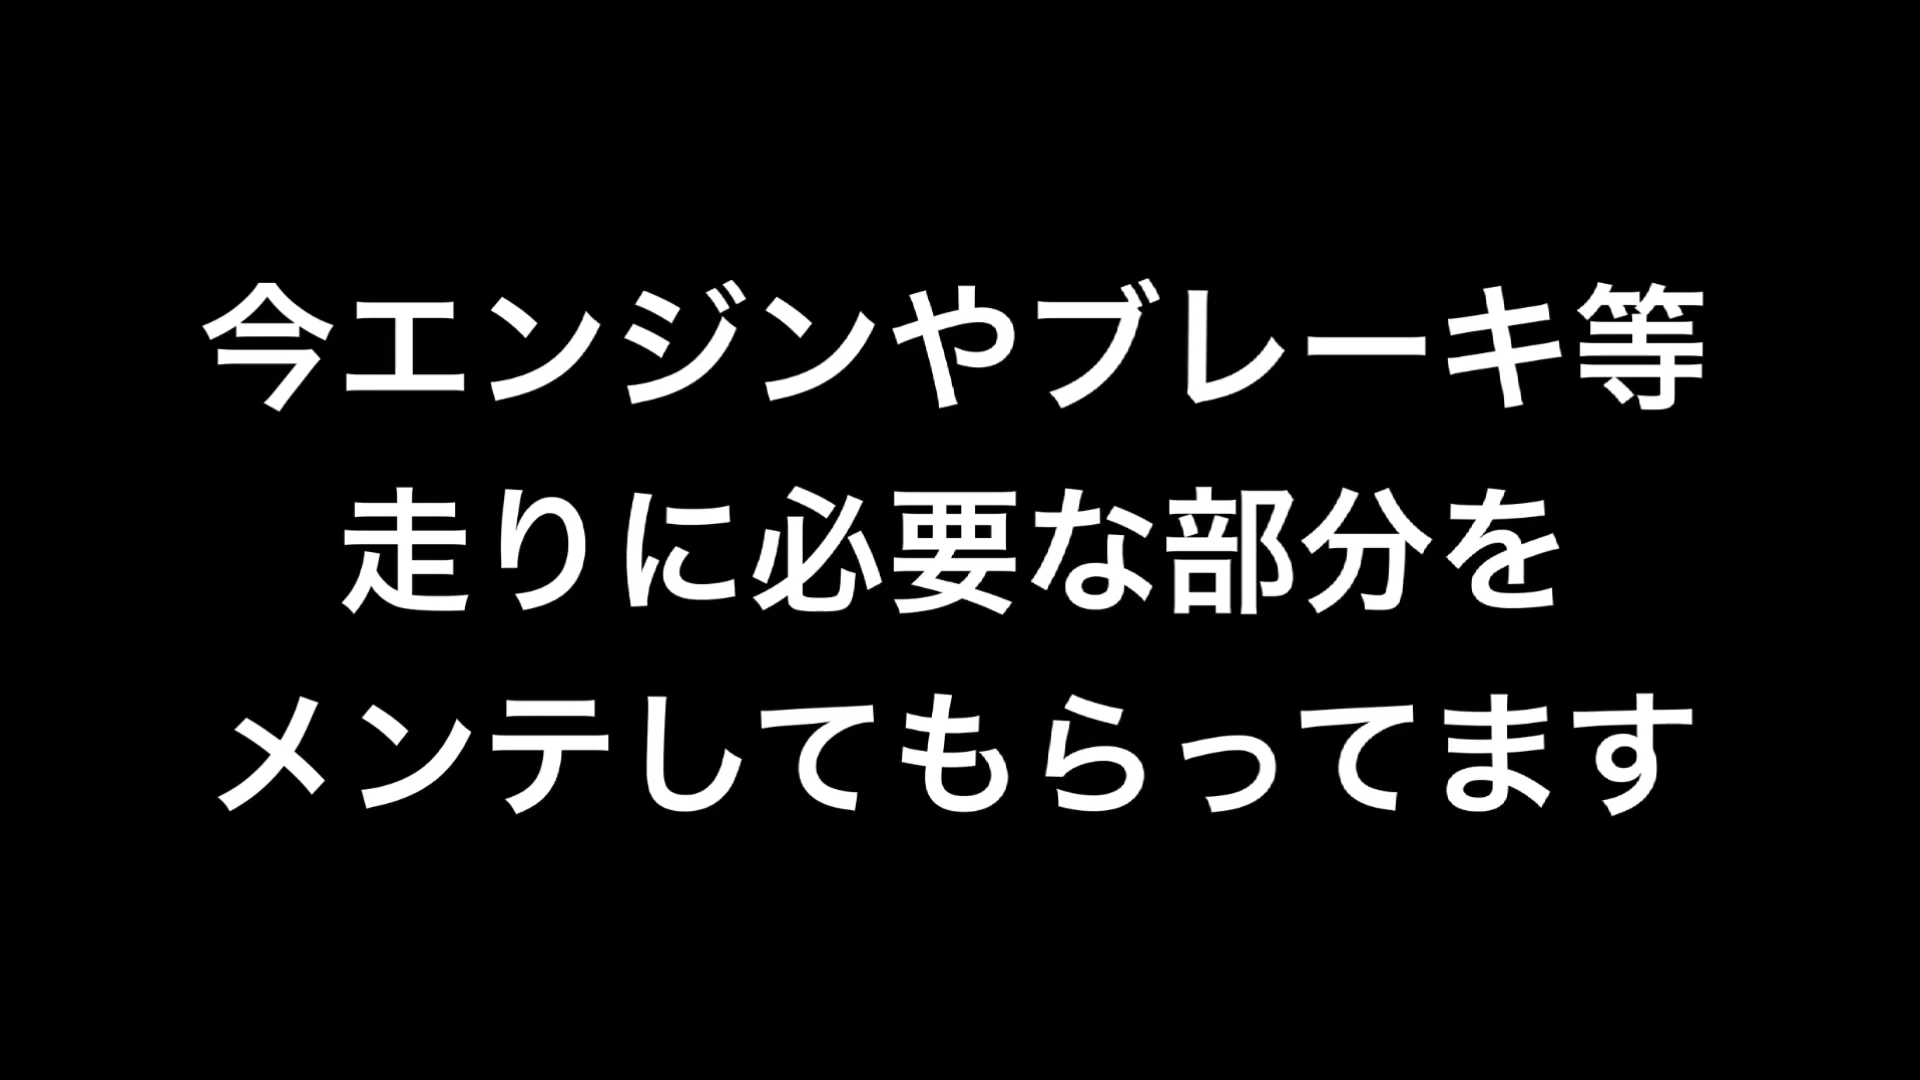 今エンジンやブレーキ等
走りに必要な部分を
メンテしてもらってます